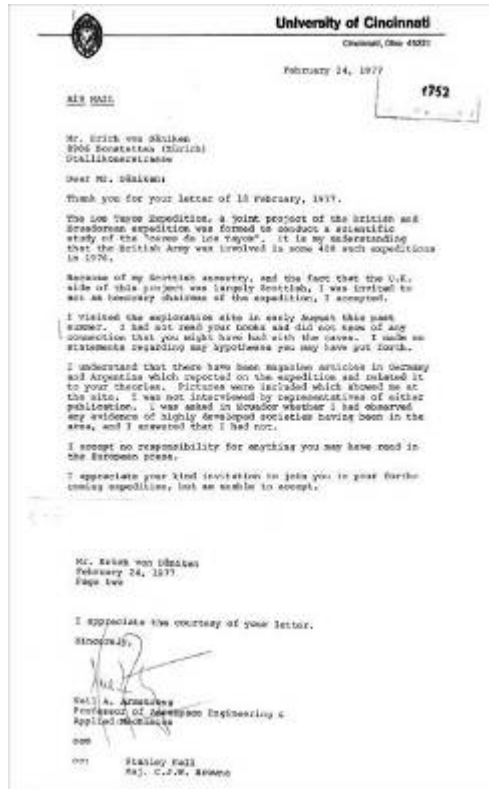 University of Cincinnati
Cincinnati, Ohio 45221
February 24, 1977
1752
AIR MAIL
Mr. Erich von Däniken
8906 Bonstetten (Zürich)
Stallikonerstrasse
Dear Mr. Däniken:
Thank you for your letter of 18 February, 1977.
The Los Tayos Expedition, a joint project of the British and
Ecuadorean expedition was formed to conduct a scientific
study of the "cueva de Los Tayos". It is my understanding
that the British Army was involved in some such expeditions
in 1976.
Because of my Scottish ancestry, and the fact that the U.K.
side of this project was largely Scottish, I was invited to
act as honorary chairman of the expedition, I accepted.
I visited the exploration site in early August this past
summer. I had not read your books and did not know of any
connection that you might have had with the caves. I made no
statements regarding any hypotheses you may have put forth.
I understand that there have been magazine articles in Germany
and Argentina which reported on the expedition and related it
to your theories. Pictures were included which showed me at
the site. I was not interviewed by representatives of either
publication. I was asked in Ecuador whether I had observed
any evidence of highly developed societies having been in the
area, and I answered that I had not.
I accept no responsibility for anything you may have read in
the European press.
I appreciate your kind invitation to join you in your forth-
coming expedition, but am unable to accept.
Mr. Erich von Däniken
February 24, 1977
Page two
I appreciate the courtesy of your letter.
Sincerely,
Neil A. Armstrong
Professor of Aerospace Engineering &
Applied Mechanics
cc: Stanley Hall
Maj. C.P.W. Browne